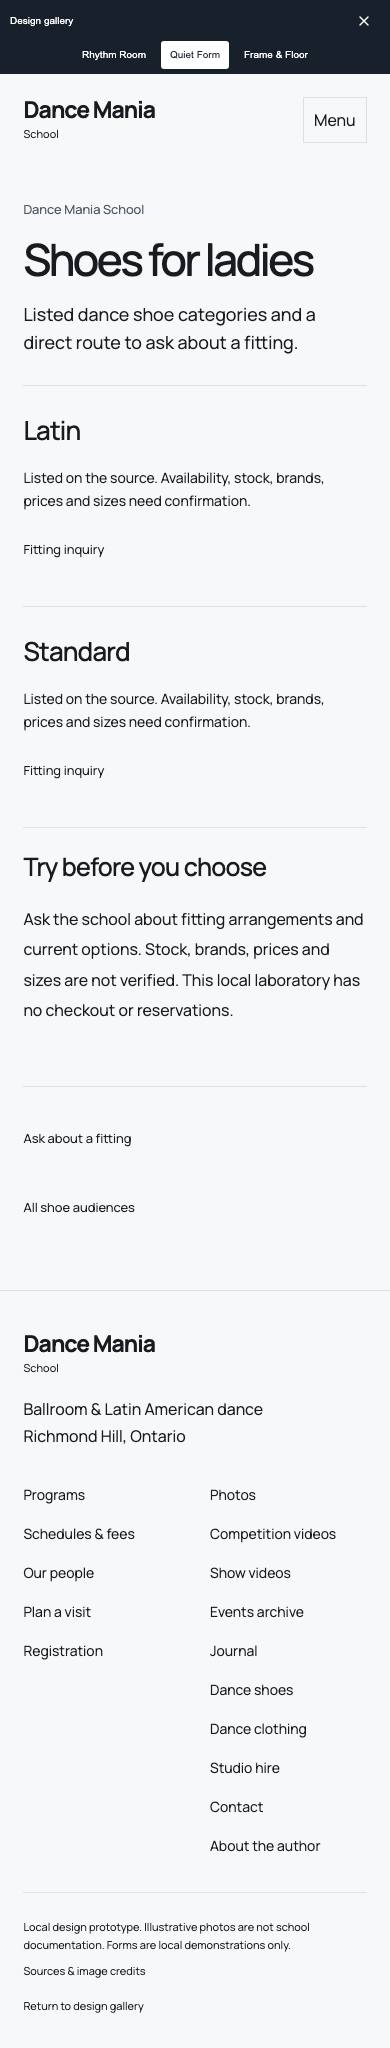 Design gallery
Rhythm Room
Quiet Form
Frame & Floor
Dance Mania
School
Menu
Dance Mania School
Shoes for ladies
Listed dance shoe categories and a
direct route to ask about a fitting.
Latin
Listed on the source. Availability, stock, brands,
prices and sizes need confirmation.
Fitting inquiry
Standard
Listed on the source. Availability, stock, brands,
prices and sizes need confirmation.
Fitting inquiry
Try before you choose
Ask the school about fitting arrangements and
current options. Stock, brands, prices and
sizes are not verified. This local laboratory has
no checkout or reservations.
Ask about a fitting
All shoe audiences
Dance Mania
School
Ballroom & Latin American dance
Richmond Hill, Ontario
Programs
Schedules & fees
Our people
Plan a visit
Registration
Photos
Competition videos
Show videos
Events archive
Journal
Dance shoes
Dance clothing
Studio hire
Contact
About the author
Local design prototype. Illustrative photos are not school
documentation. Forms are local demonstrations only.
Sources & image credits
Return to design gallery